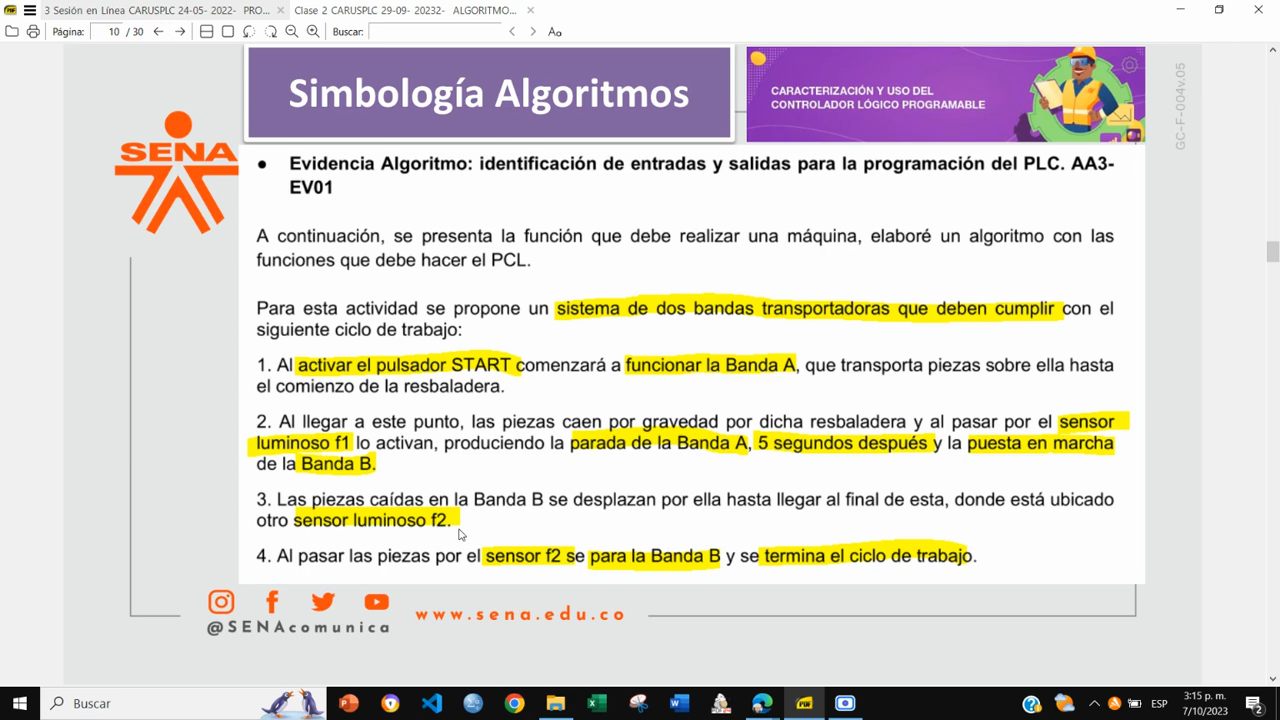 3 Sesión en Línea CARUSPLC 24-05- 2022- PRO... ×
Clase 2 CARUSPLC 29-09- 20232- ALGORITMO... ×
Página: 10 / 30
Buscar:
Aa
Simbología Algoritmos
CARACTERIZACIÓN Y USO DEL
CONTROLADOR LÓGICO PROGRAMABLE
GC-F-004v.05
SENA
● Evidencia Algoritmo: identificación de entradas y salidas para la programación del PLC. AA3-
EV01
A continuación, se presenta la función que debe realizar una máquina, elaboré un algoritmo con las
funciones que debe hacer el PCL.
Para esta actividad se propone un sistema de dos bandas transportadoras que deben cumplir con el
siguiente ciclo de trabajo:
1. Al activar el pulsador START comenzará a funcionar la Banda A, que transporta piezas sobre ella hasta
el comienzo de la resbaladera.
2. Al llegar a este punto, las piezas caen por gravedad por dicha resbaladera y al pasar por el sensor
luminoso f1 lo activan, produciendo la parada de la Banda A, 5 segundos después y la puesta en marcha
de la Banda B.
3. Las piezas caídas en la Banda B se desplazan por ella hasta llegar al final de esta, donde está ubicado
otro sensor luminoso f2.
4. Al pasar las piezas por el sensor f2 se para la Banda B y se termina el ciclo de trabajo.
@SENAcomunica
www.sena.edu.co
Buscar
ESP
3:15 p. m.
7/10/2023
2